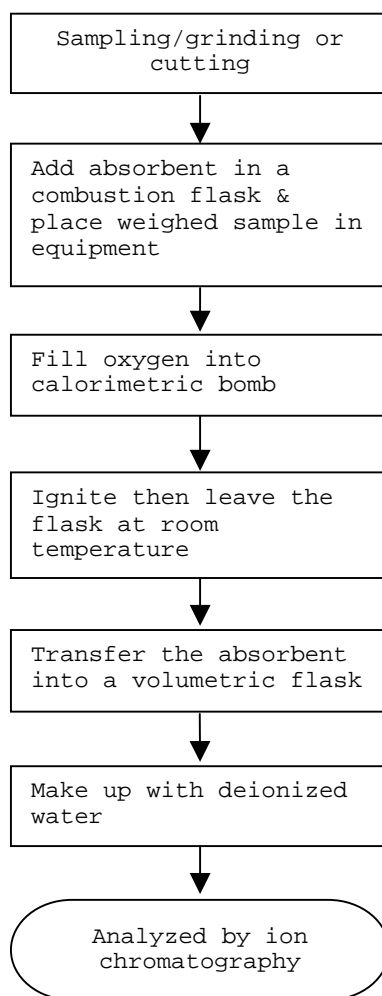 Sampling/grinding or
cutting
Add absorbent in a
combustion flask &
place weighed sample in
equipment
Fill oxygen into
calorimetric bomb
Ignite then leave the
flask at room
temperature
Transfer the absorbent
into a volumetric flask
Make up with deionized
water
Analyzed by ion
chromatography